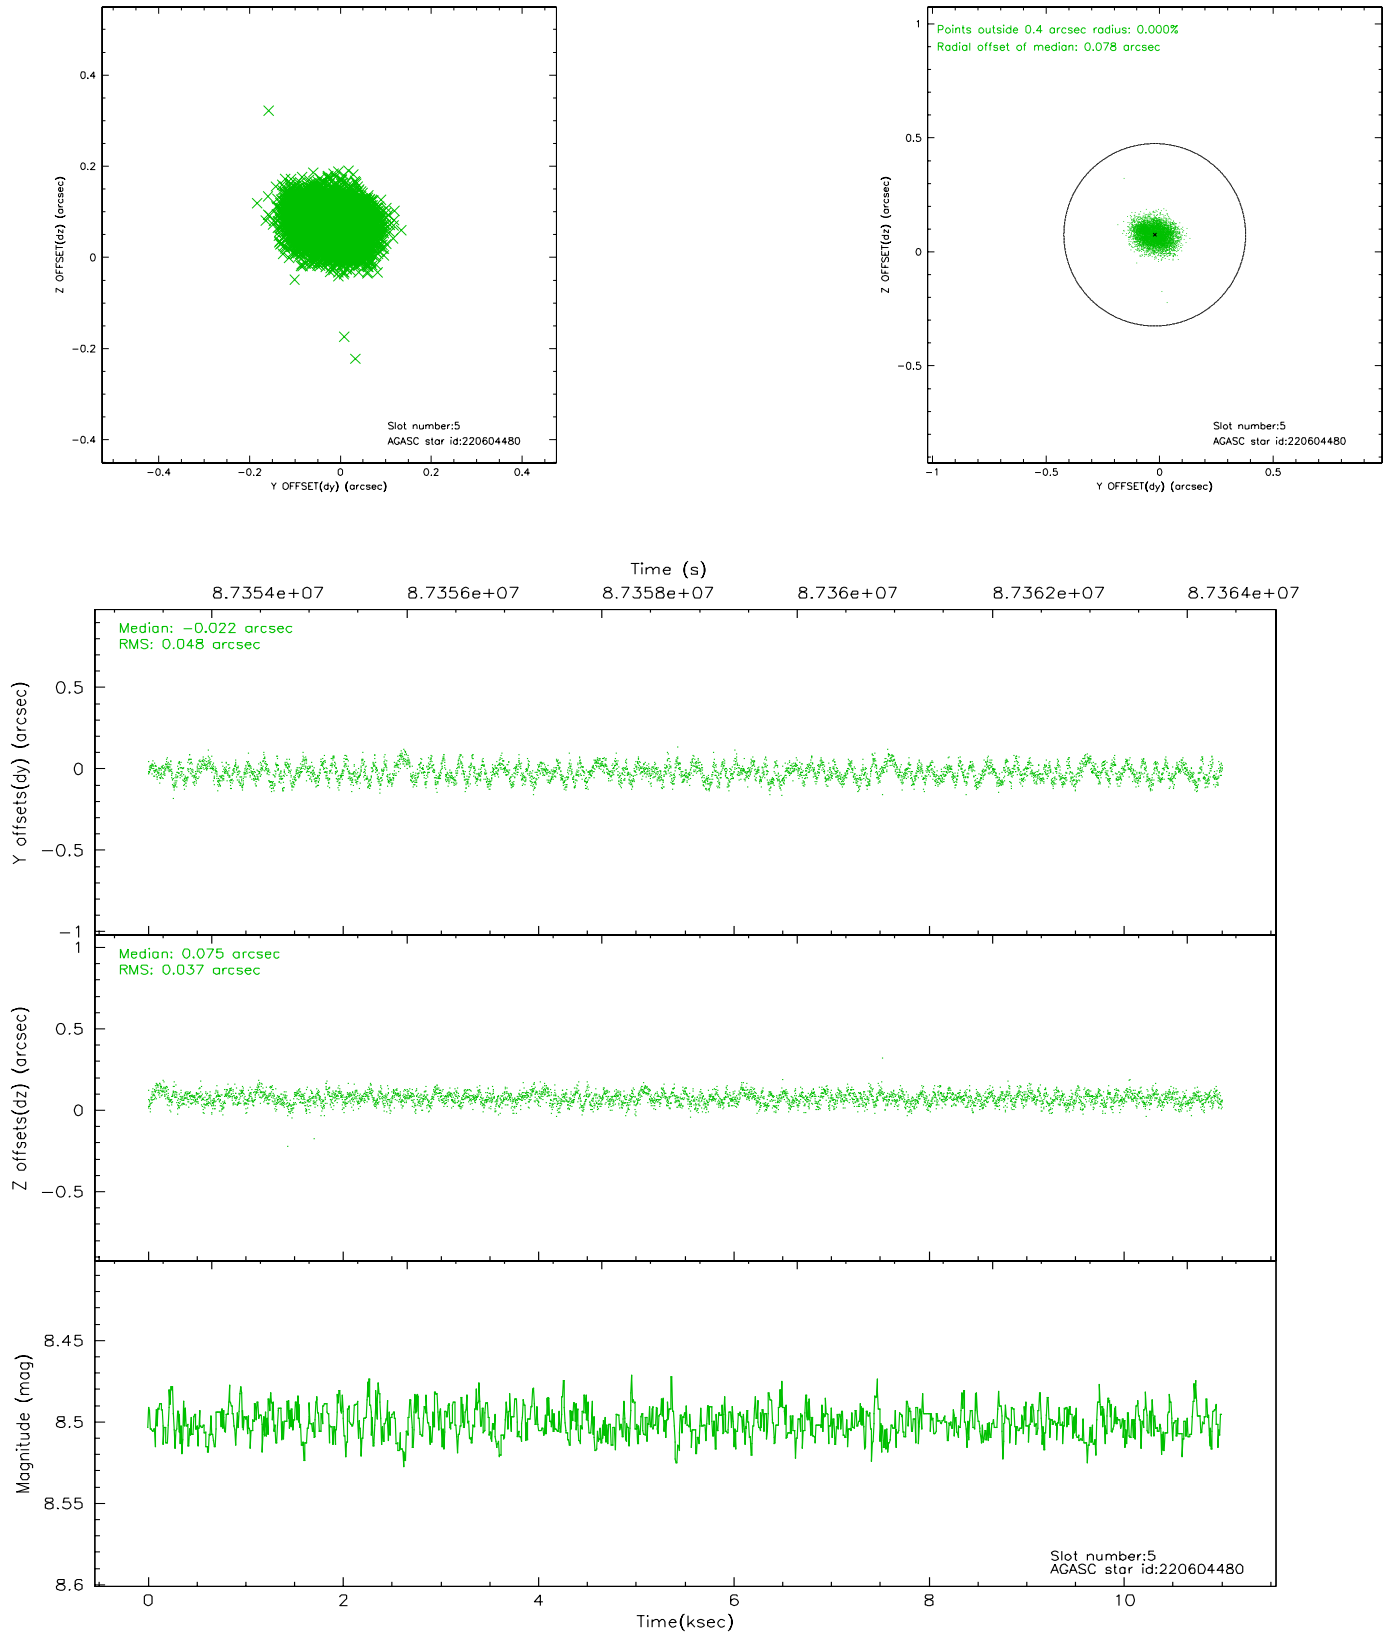 0.4
0.2
0
−0.2
−0.4
Z OFFSET(dz) (arcsec)
Slot number:5
AGASC star id:220604480
−0.4 −0.2 0 0.2 0.4
Y OFFSET(dy) (arcsec)
Points outside 0.4 arcsec radius: 0.000%
Radial offset of median: 0.078 arcsec
1
0.5
0
−0.5
Z OFFSET(dz) (arcsec)
Slot number:5
AGASC star id:220604480
−1 −0.5 0 0.5
Y OFFSET(dy) (arcsec)
Time (s)
8.7354e+07 8.7356e+07 8.7358e+07 8.736e+07 8.7362e+07 8.7364e+07
Median: −0.022 arcsec
RMS: 0.048 arcsec
0.5
0
−0.5
−1
Y offsets(dy) (arcsec)
Median: 0.075 arcsec
RMS: 0.037 arcsec
1
0.5
0
−0.5
Z offsets(dz) (arcsec)
8.45
8.5
8.55
8.6
Magnitude (mag)
Slot number:5
AGASC star id:220604480
0 2 4 6 8 10
Time(ksec)